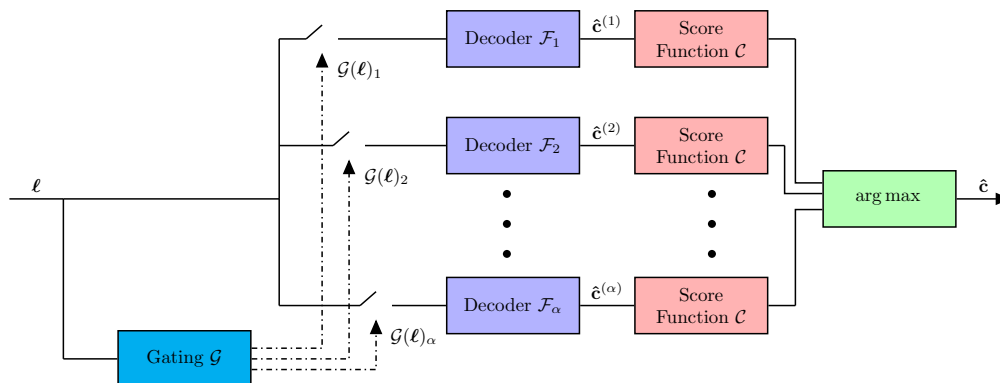 Decoder 𝓕₁
ĉ⁽¹⁾
Score
Function 𝓒
𝓖(ℓ)₁
Decoder 𝓕₂
ĉ⁽²⁾
Score
Function 𝓒
𝓖(ℓ)₂
ℓ
arg max
ĉ
Decoder 𝓕_α
ĉ^(α)
Score
Function 𝓒
𝓖(ℓ)_α
Gating 𝓖